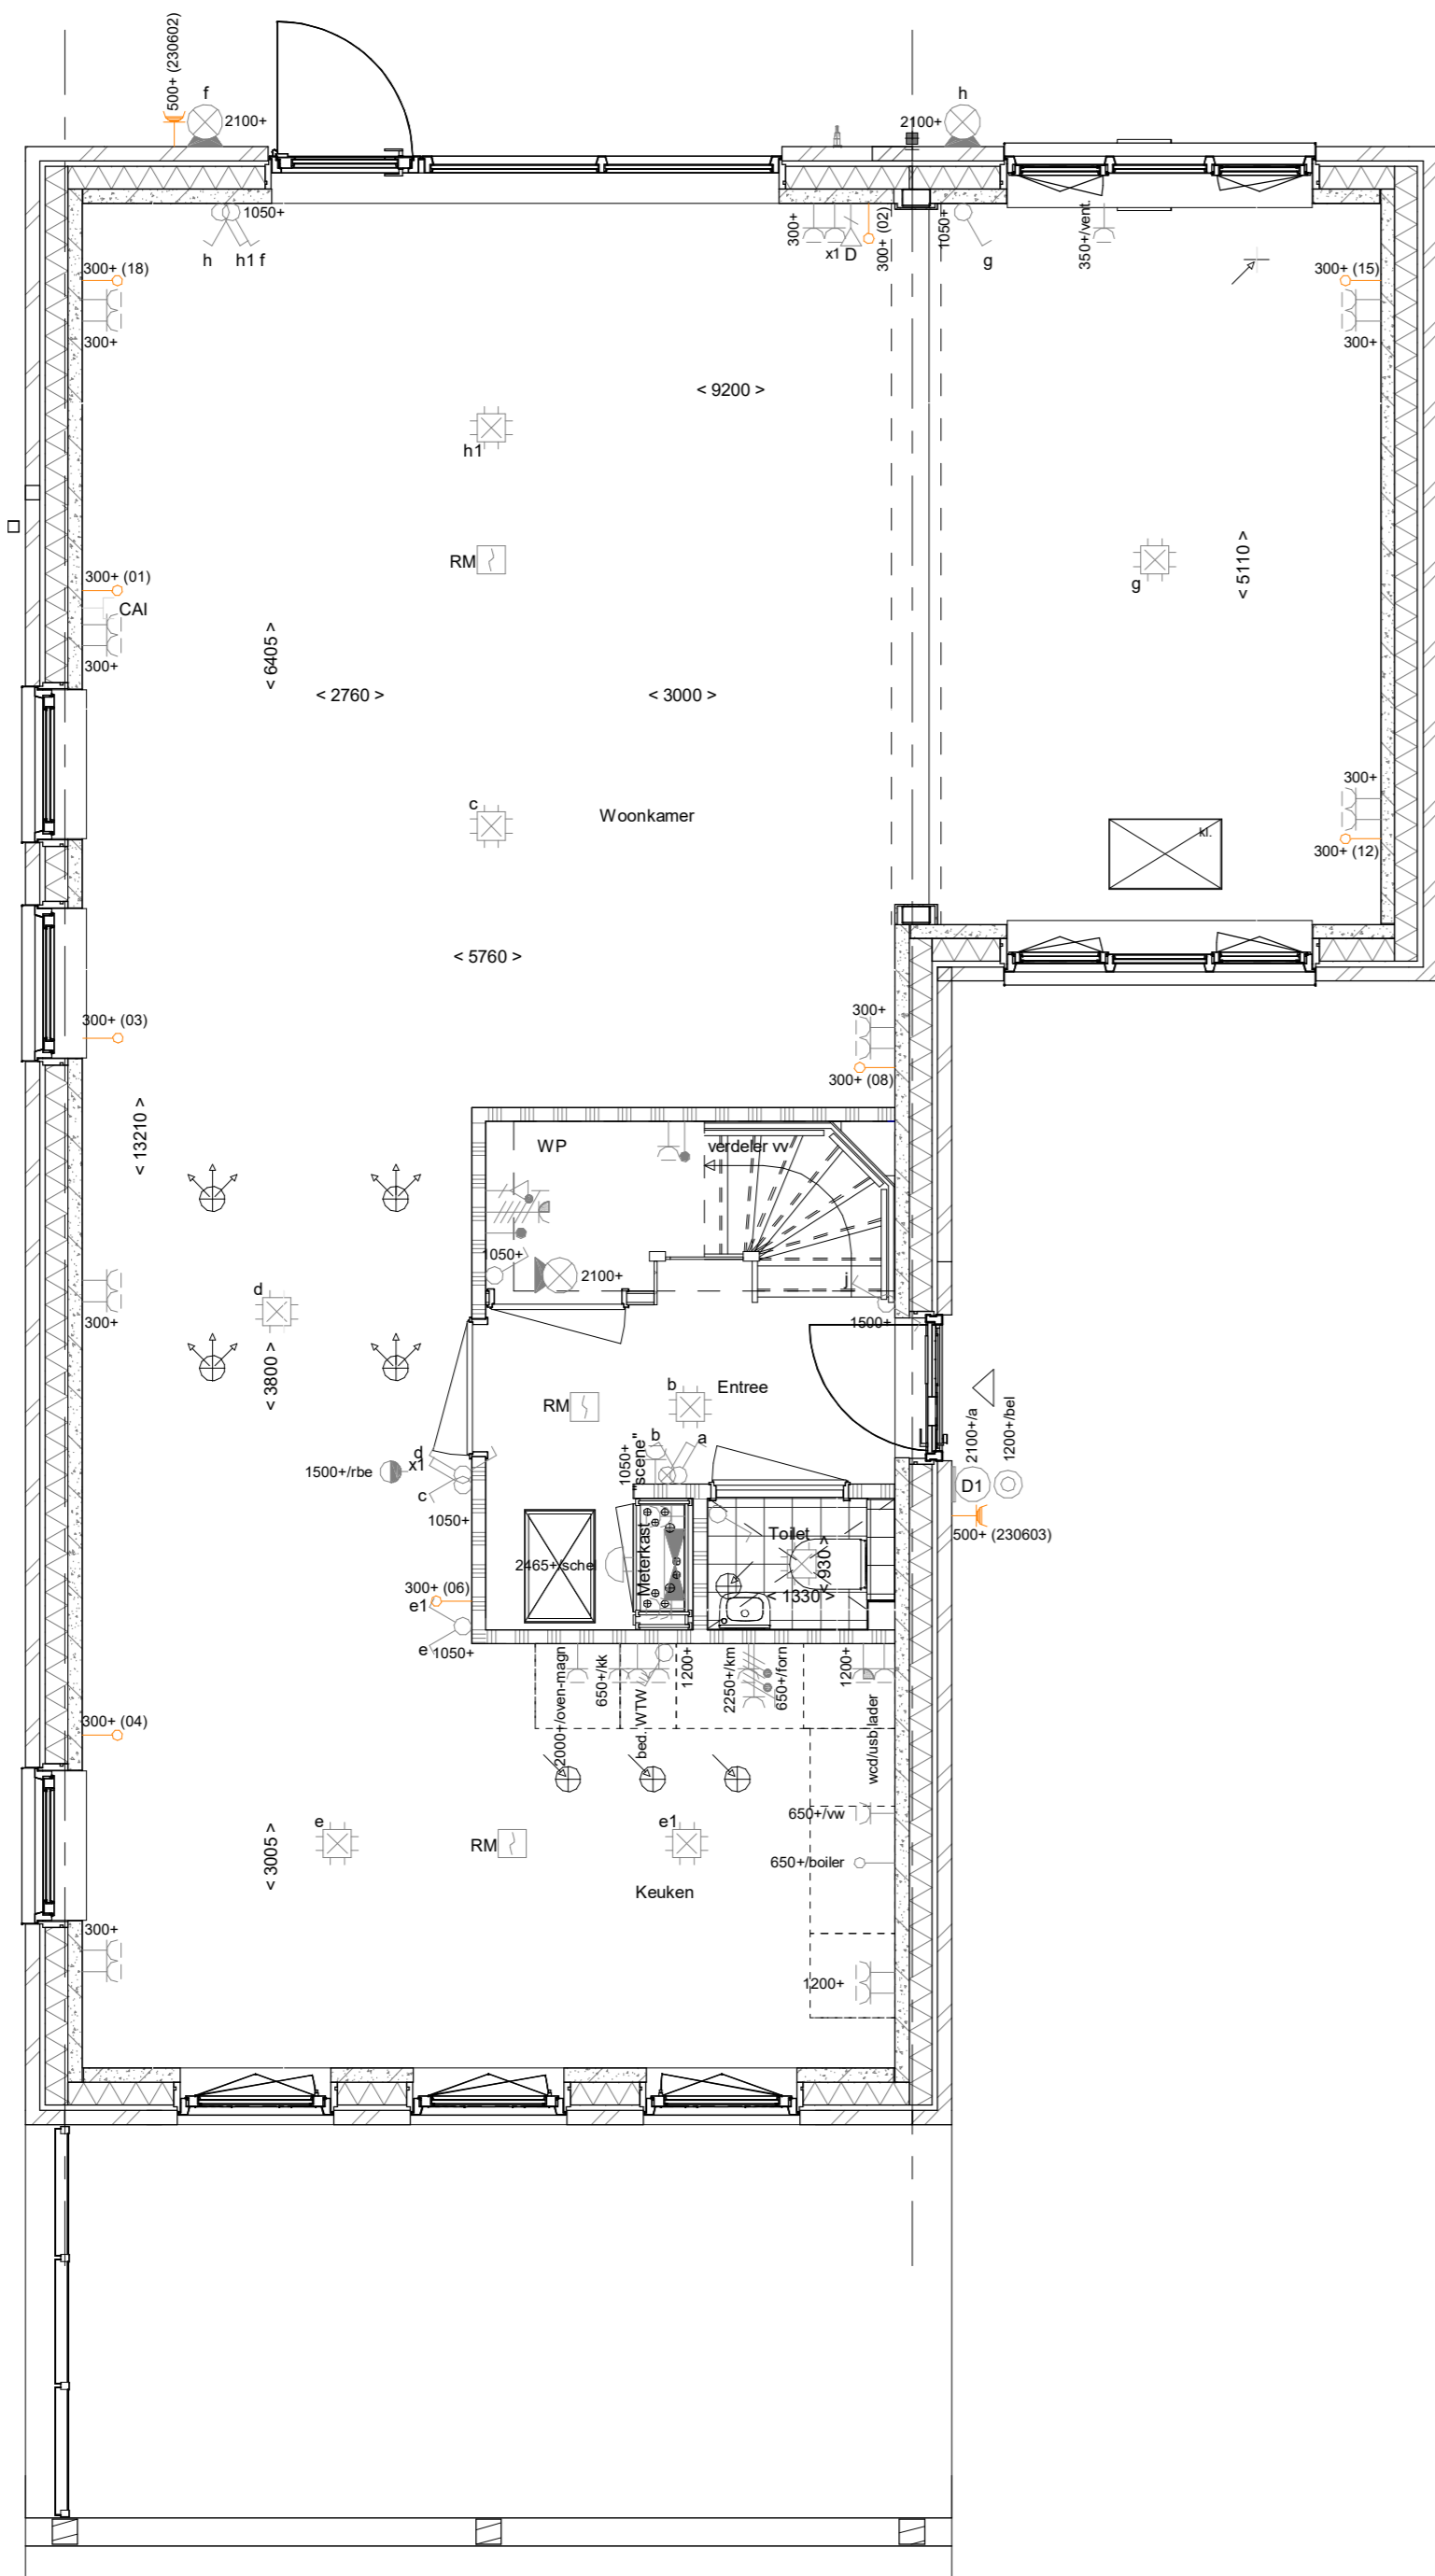 500+ (230602)
f
2100+
h
2100+
1050+
h
h1 f
300+
x1 D
300+ (02)
1050+
g
350+/vent.
300+ (18)
300+
300+ (15)
300+
< 9200 >
h1
RM
g
< 5110 >
300+ (01)
CAI
300+
< 6405 >
< 2760 >
< 3000 >
c
Woonkamer
300+
kl.
300+ (12)
< 5760 >
300+ (03)
300+
300+ (08)
< 13210 >
WP
verdeler vv
1050+
2100+
j
1500+
d
300+
< 3800 >
RM
b
Entree
2100+/a
1200+/bel
b
a
1050+
"scene"
d
x1
1500+/rbe
c
1050+
D1
500+ (230603)
2465+/schel
Meterkast
Toilet
< 930 >
< 1330 >
300+ (06)
e1
e
1050+
2000+/oven-magn
650+/kk
bed. WTW
1200+
2250+/km
650+/forn
1200+
wcd/usb lader
300+ (04)
650+/vw
e
RM
e1
< 3005 >
650+/boiler
Keuken
300+
1200+